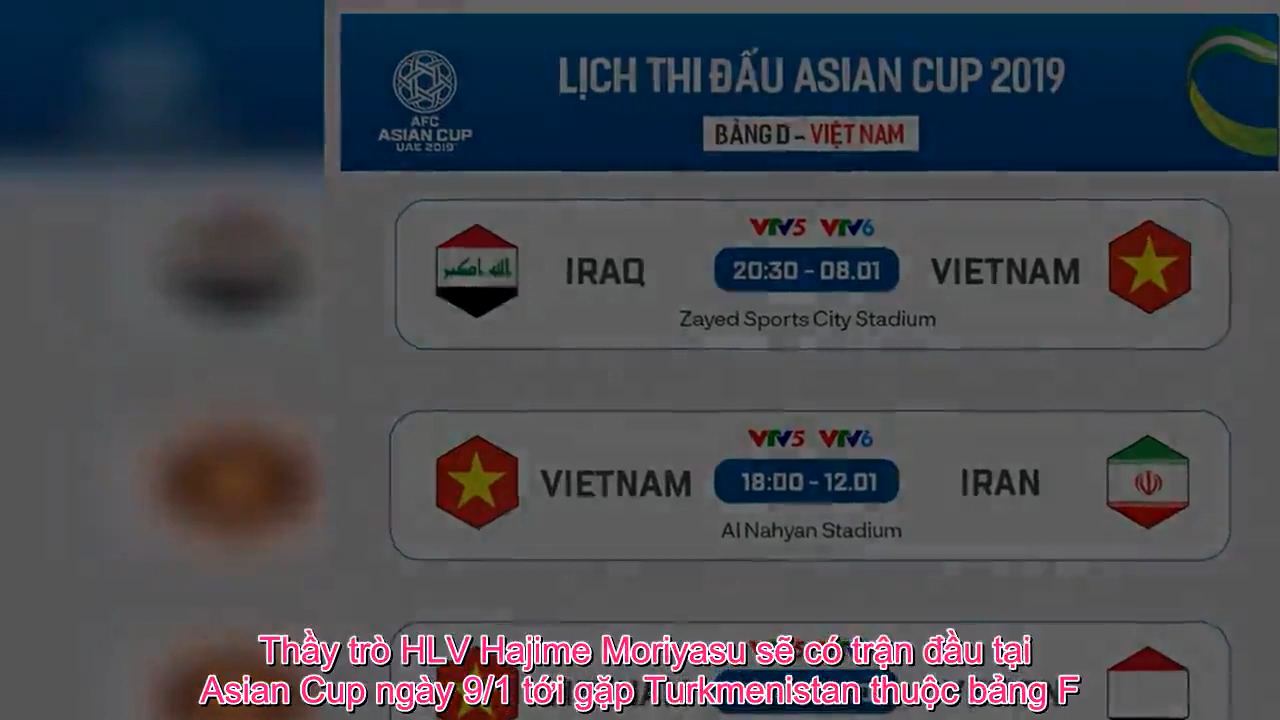 LỊCH THI ĐẤU ASIAN CUP 2019
AFC
ASIAN CUP
UAE 2019
BẢNG D – VIỆT NAM
VTV5 VTV6
IRAQ 20:30 - 08.01 VIETNAM
Zayed Sports City Stadium
VTV5 VTV6
VIETNAM 18:00 - 12.01 IRAN
Al Nahyan Stadium
Thầy trò HLV Hajime Moriyasu sẽ có trận đầu tại
Asian Cup ngày 9/1 tới gặp Turkmenistan thuộc bảng F